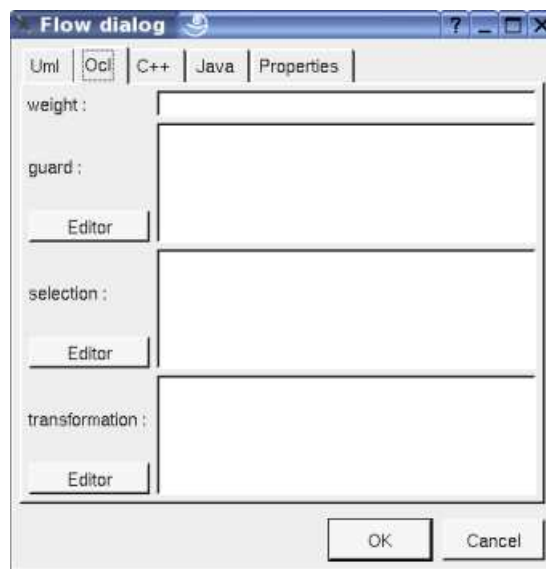 Flow dialog
? _
Uml Ocl C++ Java Properties
weight :
guard :
Editor
selection :
Editor
transformation :
Editor
OK Cancel